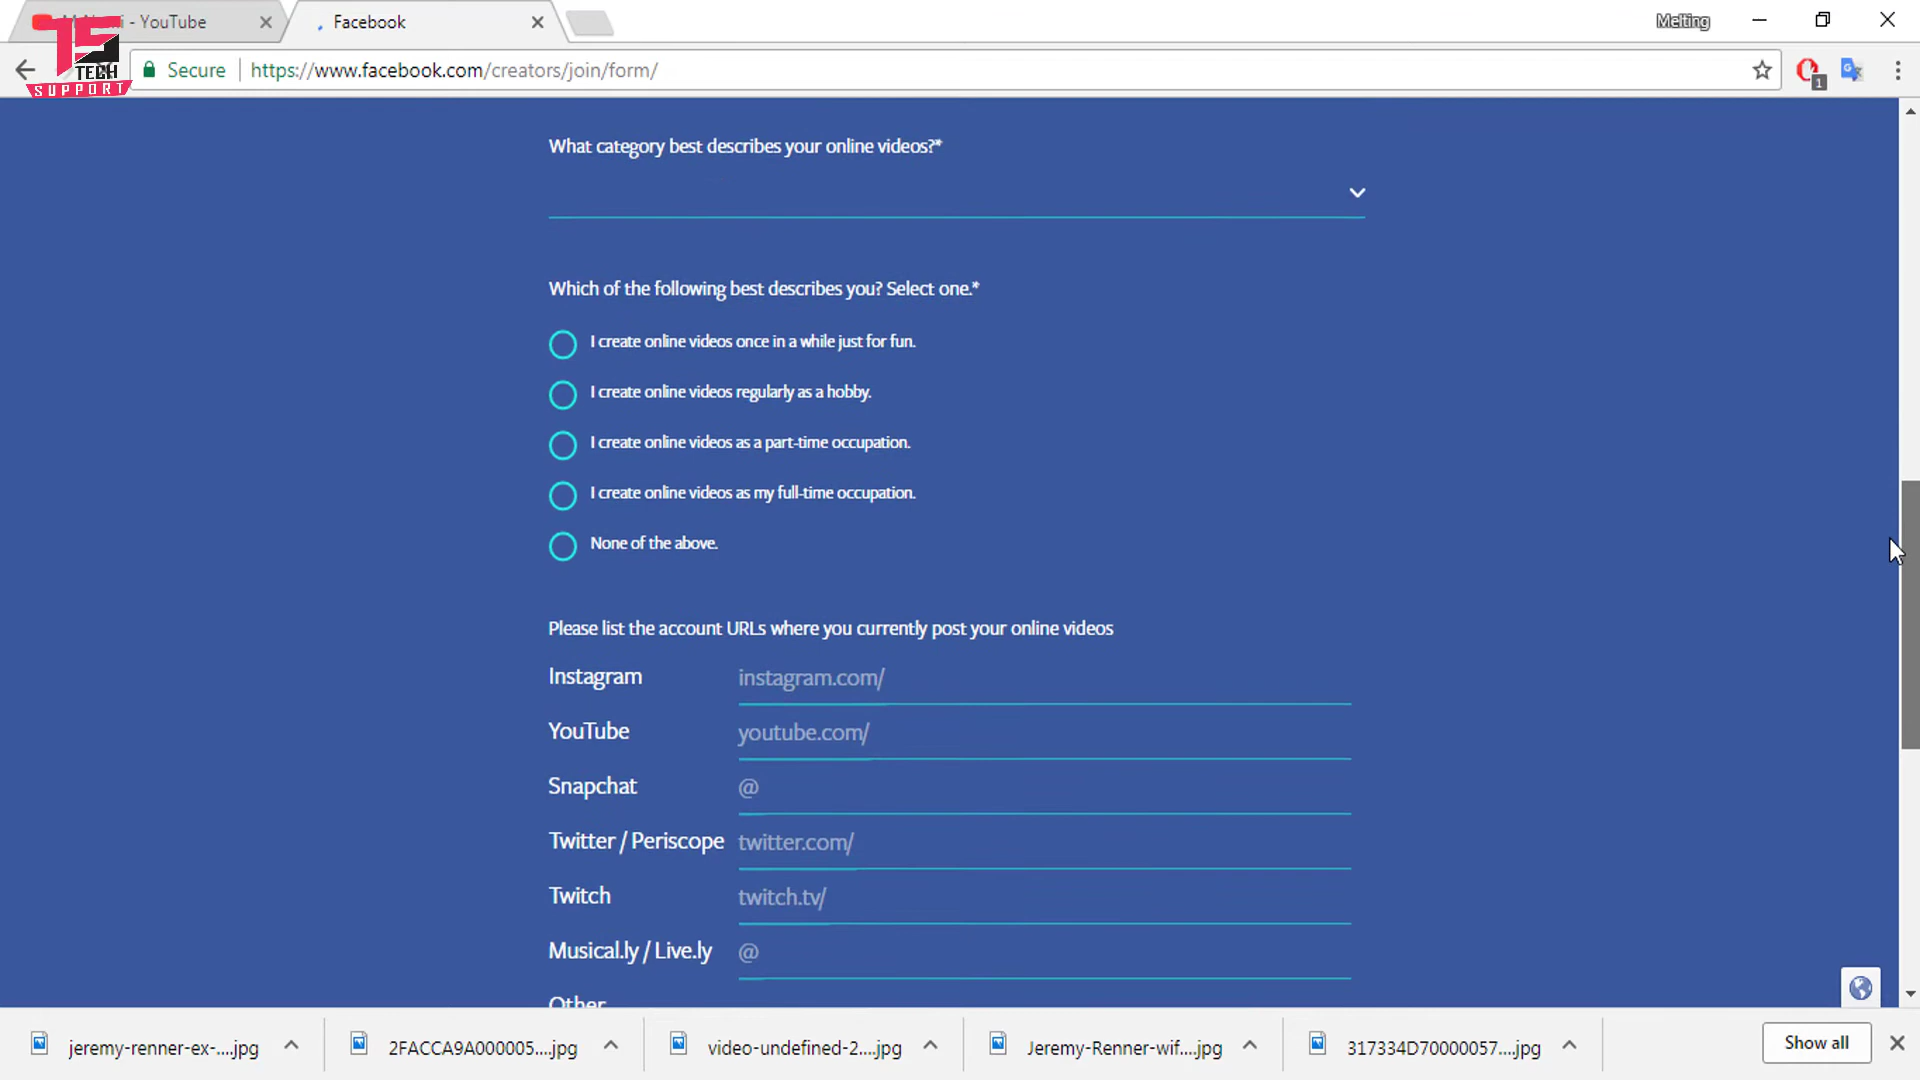 - YouTube
Facebook
Melting
TS
TECH
SUPPORT
Secure
https://www.facebook.com/creators/join/form/
1
What category best describes your online videos?*
Which of the following best describes you? Select one.*
I create online videos once in a while just for fun.
I create online videos regularly as a hobby.
I create online videos as a part-time occupation.
I create online videos as my full-time occupation.
None of the above.
Please list the account URLs where you currently post your online videos
Instagram instagram.com/
YouTube youtube.com/
Snapchat @
Twitter / Periscope twitter.com/
Twitch twitch.tv/
Musical.ly / Live.ly @
Other
jeremy-renner-ex-....jpg
2FACCA9A000005....jpg
video-undefined-2....jpg
Jeremy-Renner-wif....jpg
317334D70000057....jpg
Show all